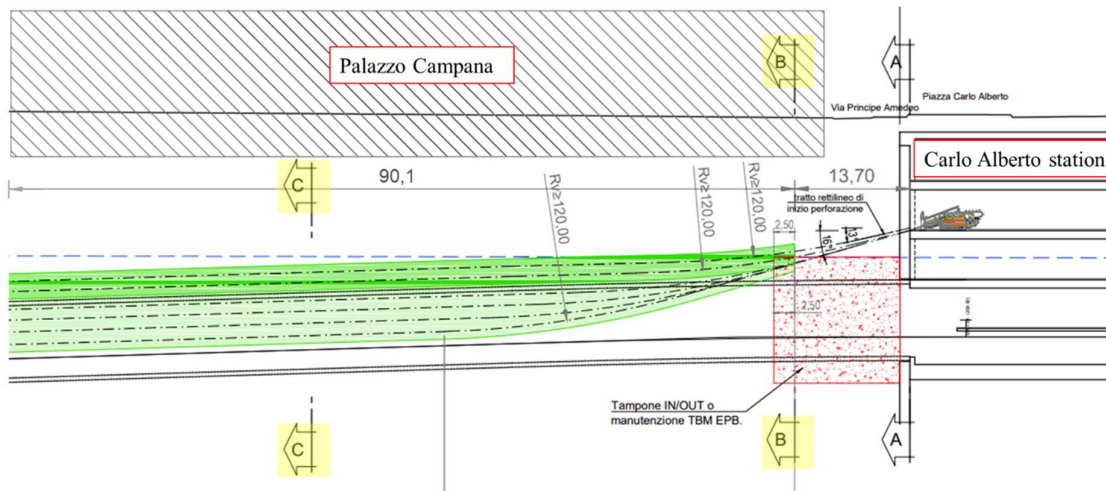 Palazzo Campana
B
A
Via Principe Amedeo
Piazza Carlo Alberto
Carlo Alberto station
C
90,1
13,70
Rv≥120,00
Rv≥120,00
Rv≥120,00
tratto rettilineo di
inizio perforazione
2.50
3°
16°
2.50
Tampone IN/OUT o
manutenzione TBM EPB.
C
B
A